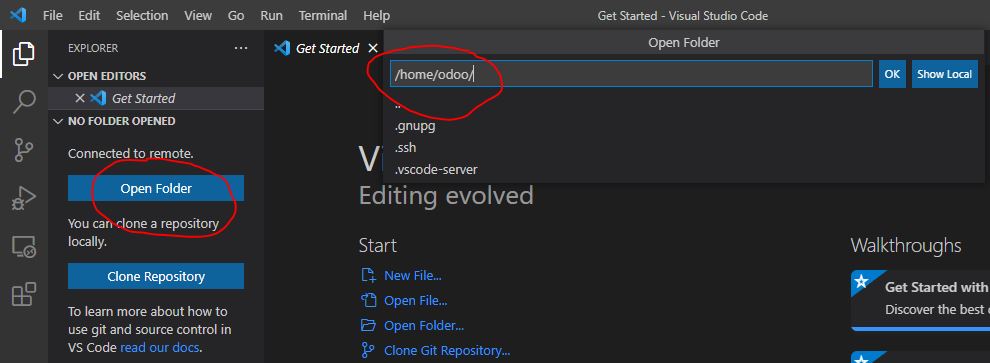 File Edit Selection View Go Run Terminal Help Get Started - Visual Studio Code
EXPLORER
OPEN EDITORS
Get Started
NO FOLDER OPENED
Connected to remote.
Open Folder
You can clone a repository
locally.
Clone Repository
To learn more about how to
use git and source control in
VS Code read our docs.
Get Started
Open Folder
/home/odoo/
OK
Show Local
..
.gnupg
.ssh
.vscode-server
Editing evolved
Start
New File...
Open File...
Open Folder...
Clone Git Repository...
Walkthroughs
Get Started with
Discover the best